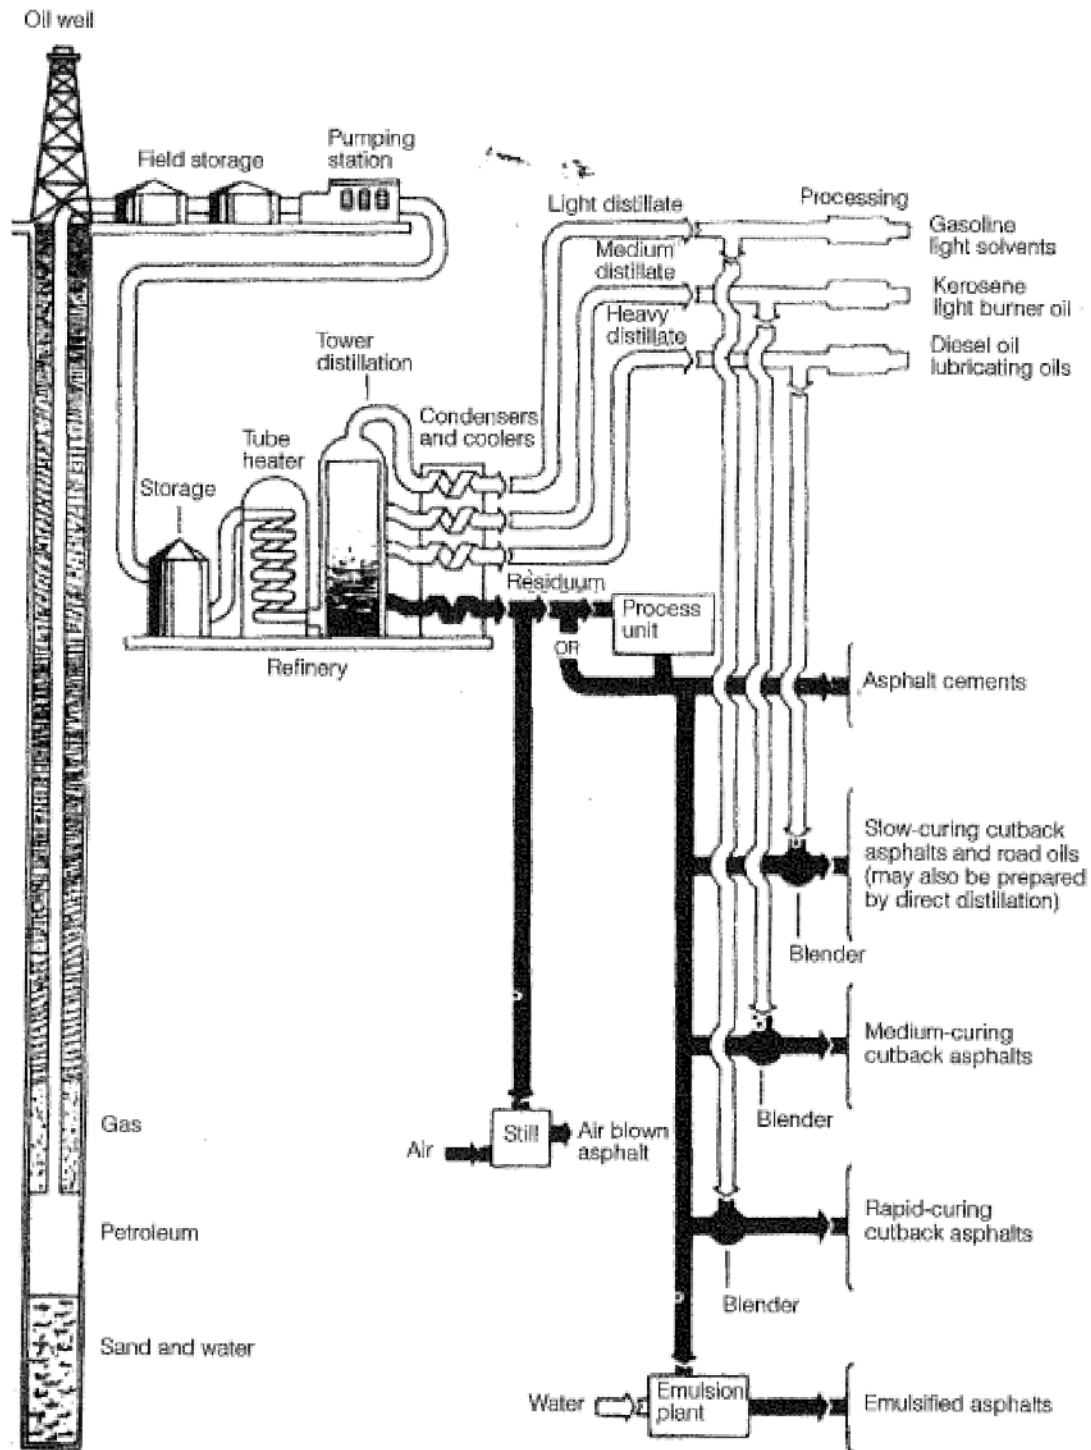 Oil well
Field storage
Pumping
station
Light distillate
Processing
Gasoline
light solvents
Medium
distillate
Kerosene
light burner oil
Heavy
distillate
Diesel oil
lubricating oils
Tower
distillation
Condensers
and coolers
Tube
heater
Storage
Residuum
Process
unit
OR
Refinery
Asphalt cements
Slow-curing cutback
asphalts and road oils
(may also be prepared
by direct distillation)
Blender
Medium-curing
cutback asphalts
Blender
Gas
Air
Still
Air blown
asphalt
Rapid-curing
cutback asphalts
Petroleum
Blender
Sand and water
Water
Emulsion
plant
Emulsified asphalts